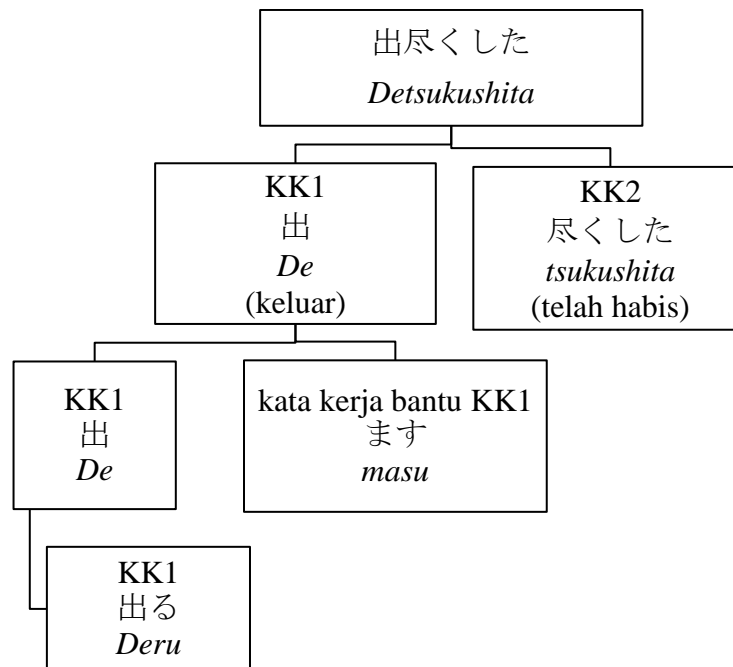 出尽くした
Detsukushita
KK1
出
De
(keluar)
KK2
尽くした
tsukushita
(telah habis)
KK1
出
De
kata kerja bantu KK1
ます
masu
KK1
出る
Deru